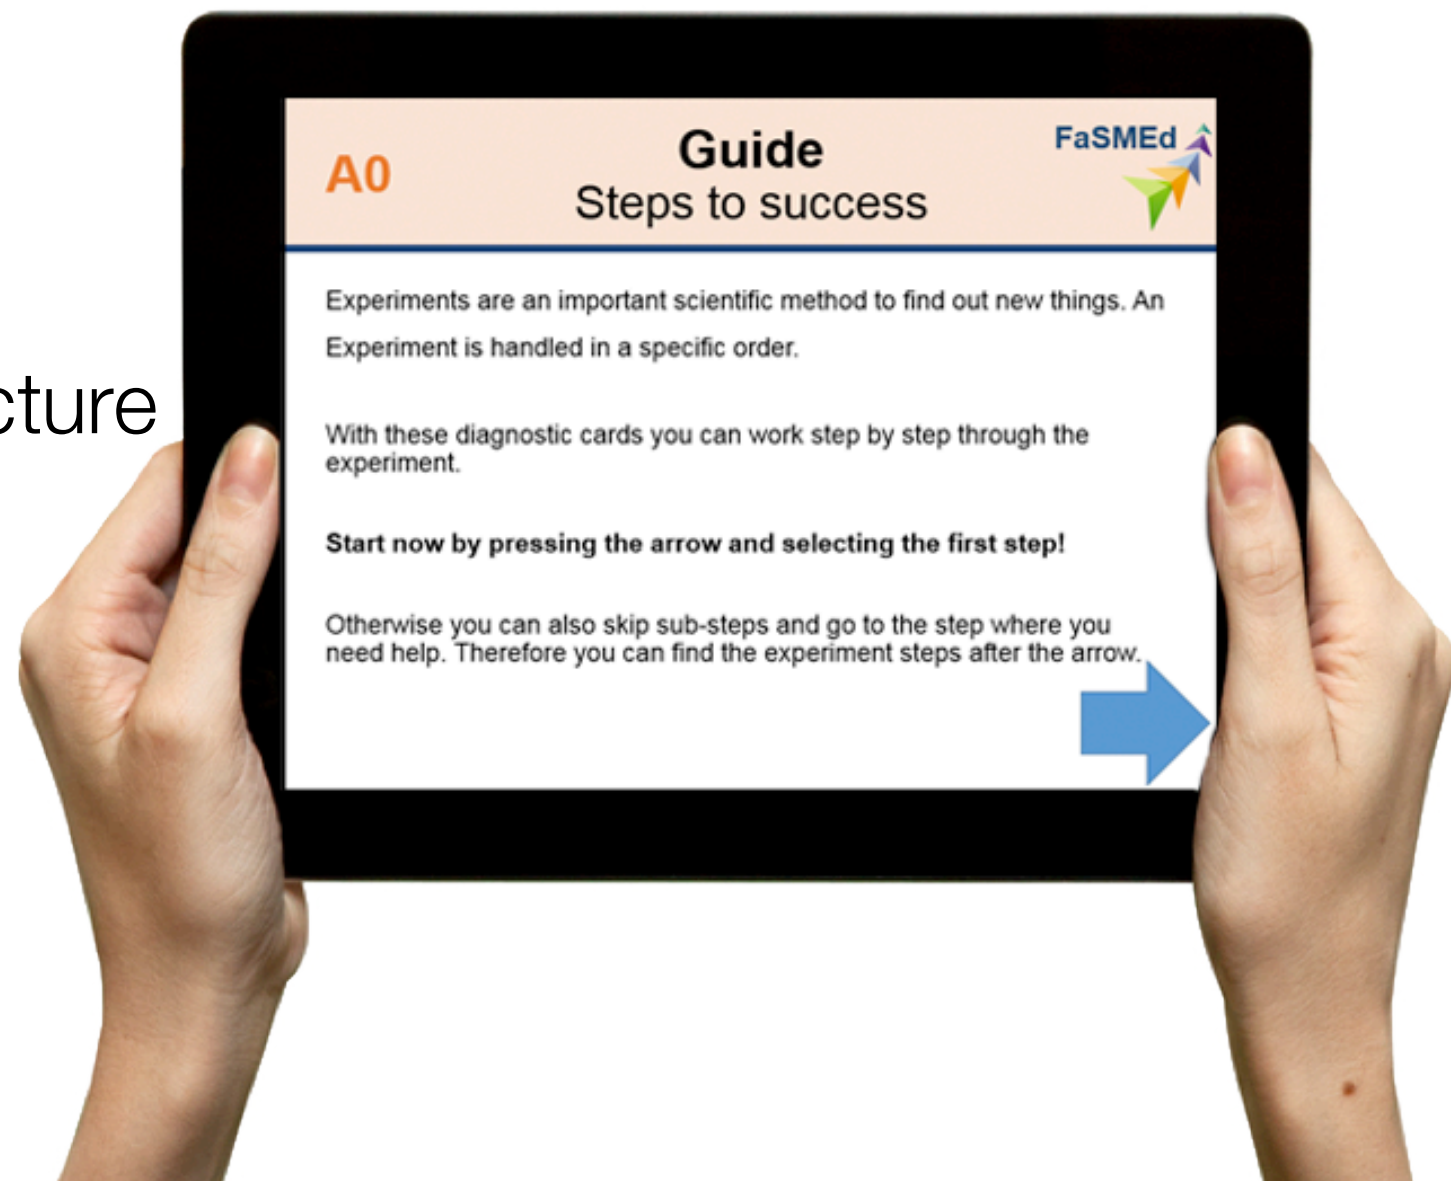 A0
Guide
Steps to success
FaSMEd
Experiments are an important scientific method to find out new things. An
Experiment is handled in a specific order.
cture
With these diagnostic cards you can work step by step through the
experiment.
Start now by pressing the arrow and selecting the first step!
Otherwise you can also skip sub-steps and go to the step where you
need help. Therefore you can find the experiment steps after the arrow.